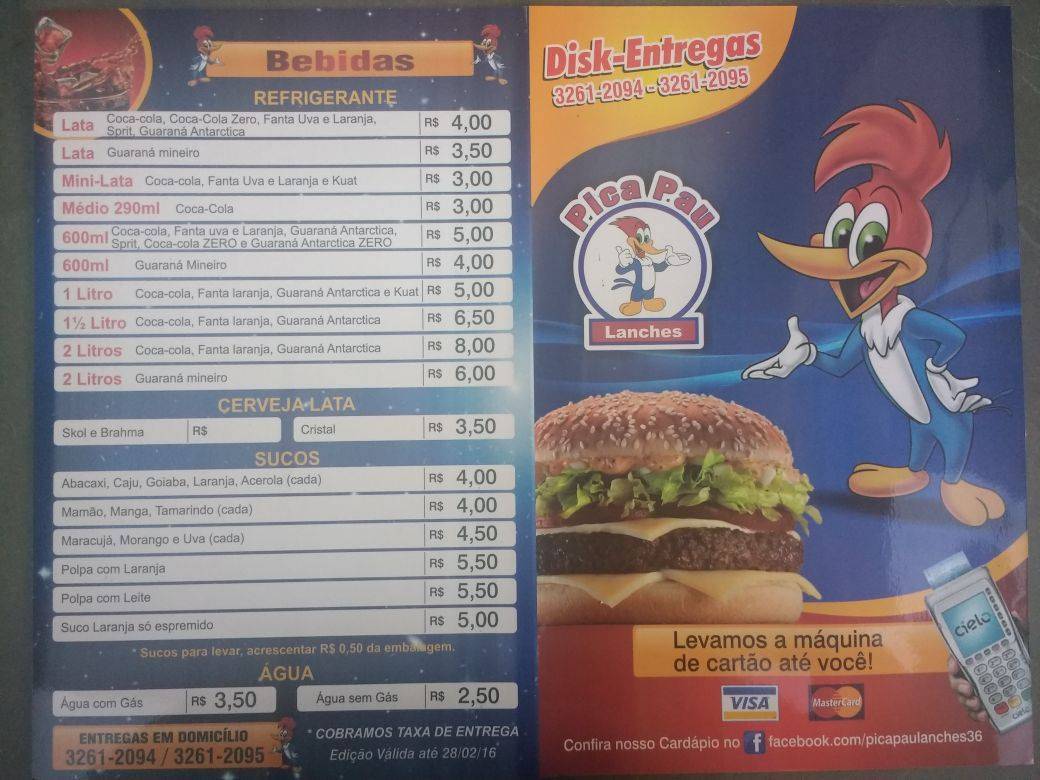 Bebidas
REFRIGERANTE
Lata Coca-cola, Coca-Cola Zero, Fanta Uva e Laranja,
Sprit, Guaraná Antarctica R$ 4,00
Lata Guaraná mineiro R$ 3,50
Mini-Lata Coca-cola, Fanta Uva e Laranja e Kuat R$ 3,00
Médio 290ml Coca-Cola R$ 3,00
600ml Coca-cola, Fanta uva e Laranja, Guaraná Antarctica,
Sprit, Coca-cola ZERO e Guaraná Antarctica ZERO R$ 5,00
600ml Guaraná Mineiro R$ 4,00
1 Litro Coca-cola, Fanta laranja, Guaraná Antarctica e Kuat R$ 5,00
1½ Litro Coca-cola, Fanta laranja, Guaraná Antarctica R$ 6,50
2 Litros Coca-cola, Fanta laranja, Guaraná Antarctica R$ 8,00
2 Litros Guaraná mineiro R$ 6,00
CERVEJA-LATA
Skol e Brahma R$ Cristal R$ 3,50
SUCOS
Abacaxi, Caju, Goiaba, Laranja, Acerola (cada) R$ 4,00
Mamão, Manga, Tamarindo (cada) R$ 4,00
Maracujá, Morango e Uva (cada) R$ 4,50
Polpa com Laranja R$ 5,50
Polpa com Leite R$ 5,50
Suco Laranja só espremido R$ 5,00
* Sucos para levar, acrescentar R$ 0,50 da embalagem.
ÁGUA
Água com Gás R$ 3,50 Água sem Gás R$ 2,50
ENTREGAS EM DOMICÍLIO
3261-2094 / 3261-2095
* COBRAMOS TAXA DE ENTREGA
Edição Válida até 28/02/16
Disk-Entregas
3261-2094 - 3261-2095
Pica Pau
Lanches
cielo
Levamos a máquina
de cartão até você!
VISA MasterCard
cielo
Confira nosso Cardápio no f facebook.com/picapaulanches36